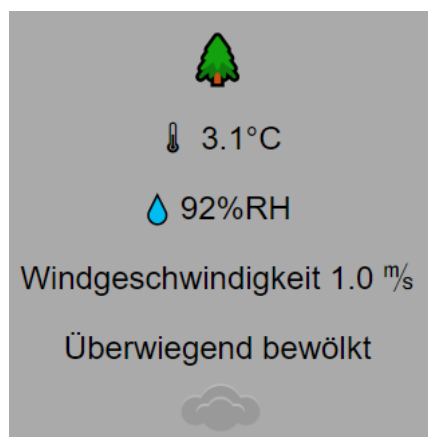 🌲
🌡 3.1°C
💧 92%RH
Windgeschwindigkeit 1.0 ㎧
Überwiegend bewölkt